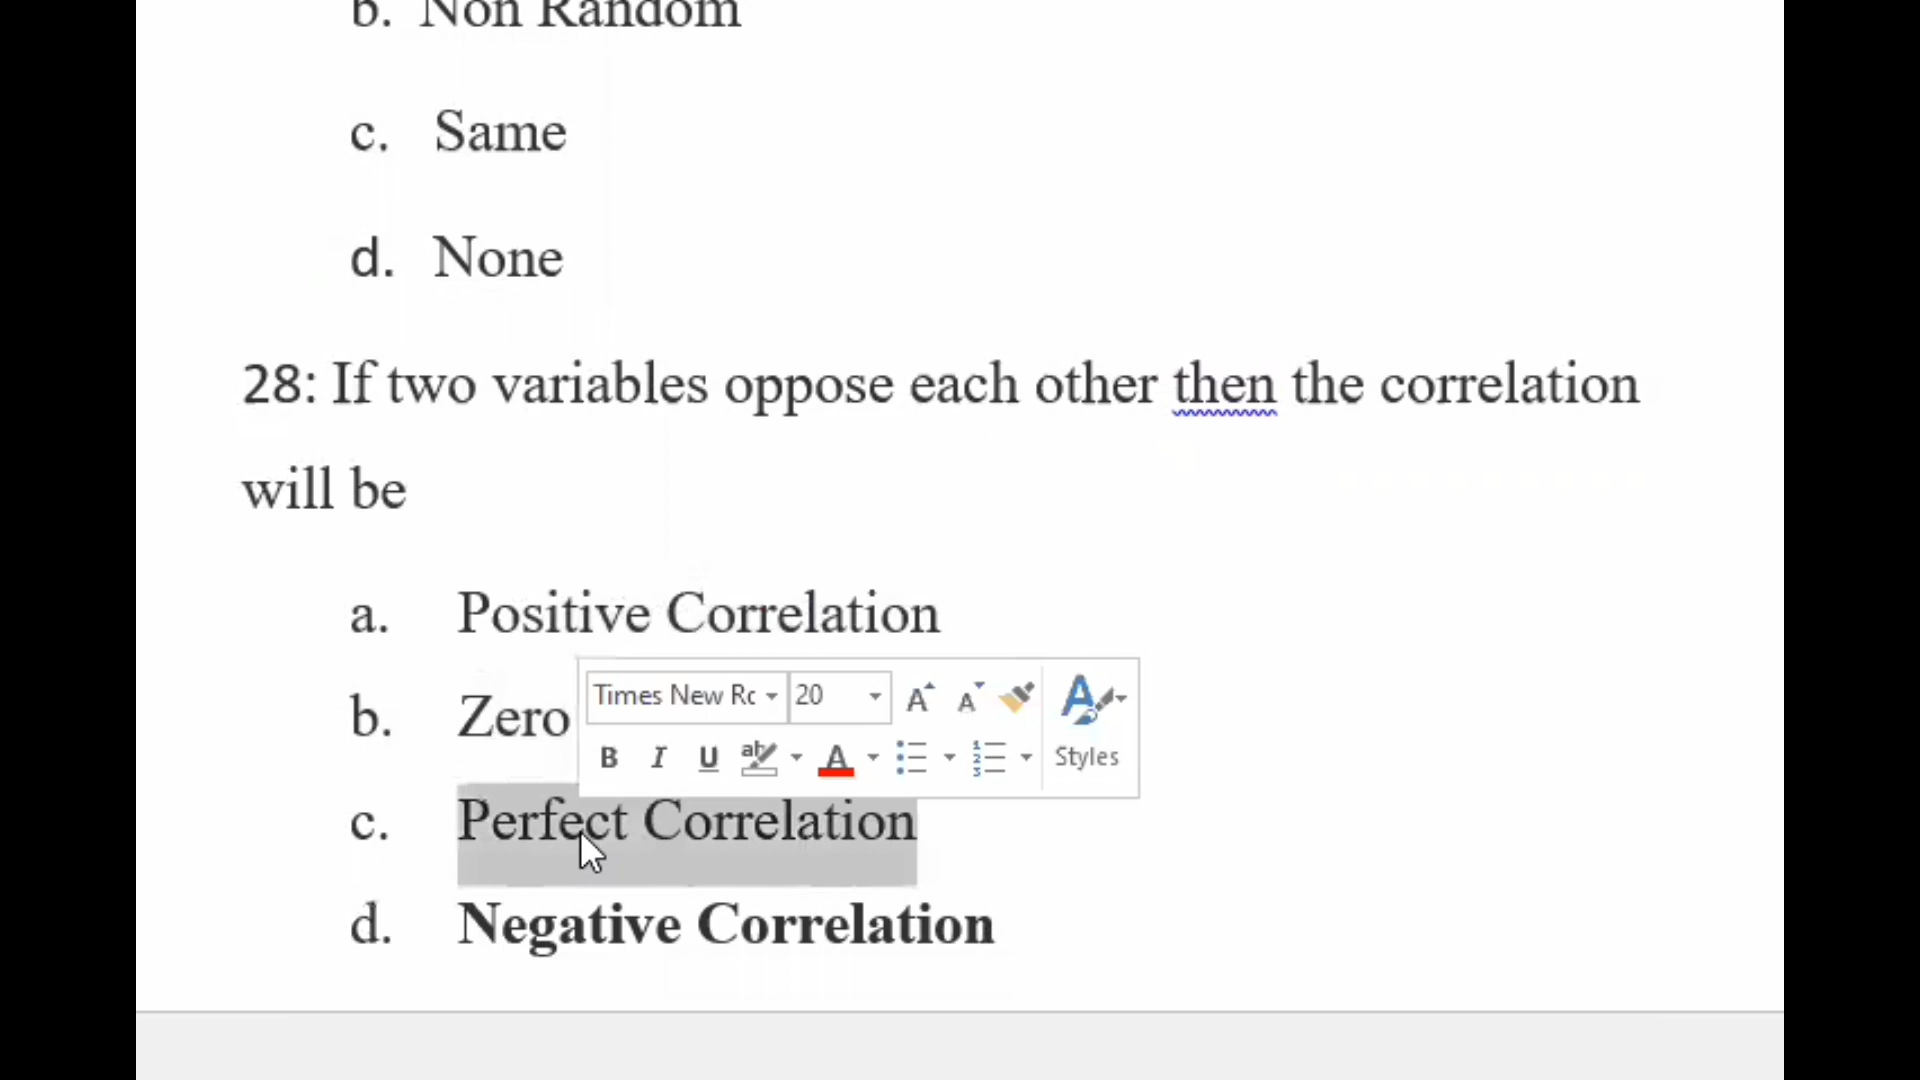 b. Non Random
c. Same
d. None
28: If two variables oppose each other then the correlation
will be
a. Positive Correlation
b. Zero
Times New Rc 20
B I U Styles
c. Perfect Correlation
d. Negative Correlation